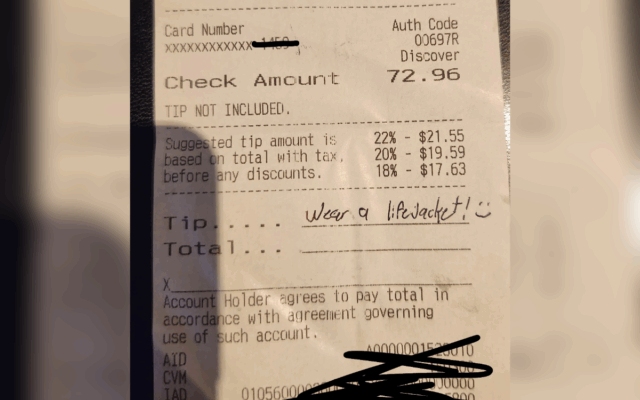 Card Number
XXXXXXXXXXXX
Auth Code
00697R
Discover
Check Amount 72.96
TIP NOT INCLUDED.
Suggested tip amount is
based on total with tax,
before any discounts.
22% - $21.55
20% - $19.59
18% - $17.63
Tip..... Wear a lifeJacket! :)
Total...
X
Account Holder agrees to pay total in
accordance with agreement governing
use of such account.
AID
CVM
IAD